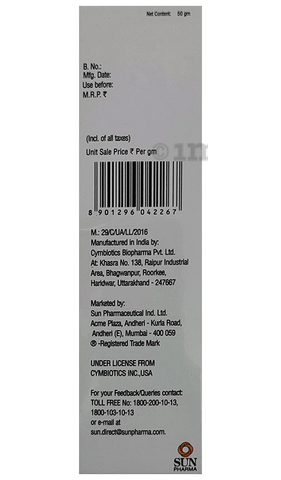 Net Content: 50 gm
B. No.:
Mfg. Date:
Use before:
M.R.P. ₹
(Incl. of all taxes)
Unit Sale Price ₹ Per gm
8 901296 042267
M.: 29/C/UA/LL/2016
Manufactured in India by:
Cymbiotics Biopharma Pvt. Ltd.
At: Khasra No. 138, Raipur Industrial
Area, Bhagwanpur, Roorkee,
Haridwar, Uttarakhand - 247667
Marketed by:
Sun Pharmaceutical Ind. Ltd.
Acme Plaza, Andheri - Kurla Road,
Andheri (E), Mumbai - 400 059
® -Registered Trade Mark
UNDER LICENSE FROM
CYMBIOTICS INC.,USA
For your Feedback/Queries contact:
TOLL FREE No: 1800-200-10-13,
1800-103-10-13
or e-mail at
sun.direct@sunpharma.com
SUN
PHARMA